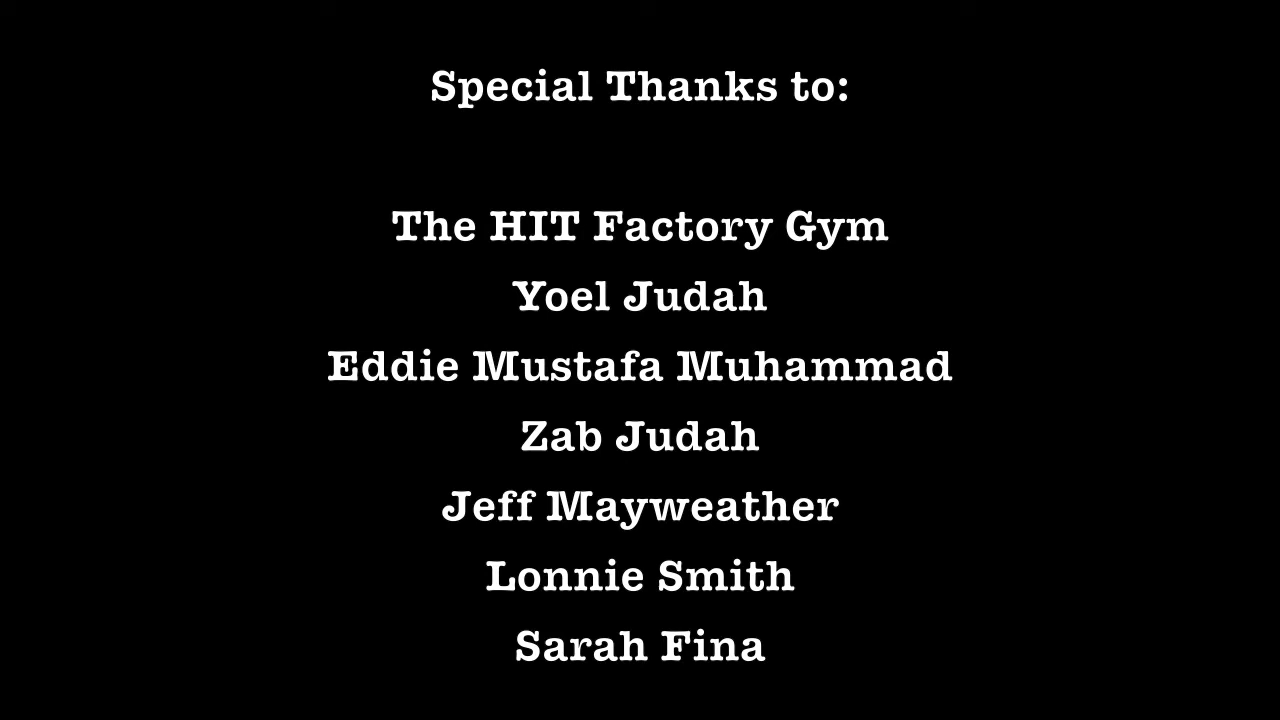 Special Thanks to:
The HIT Factory Gym
Yoel Judah
Eddie Mustafa Muhammad
Zab Judah
Jeff Mayweather
Lonnie Smith
Sarah Fina